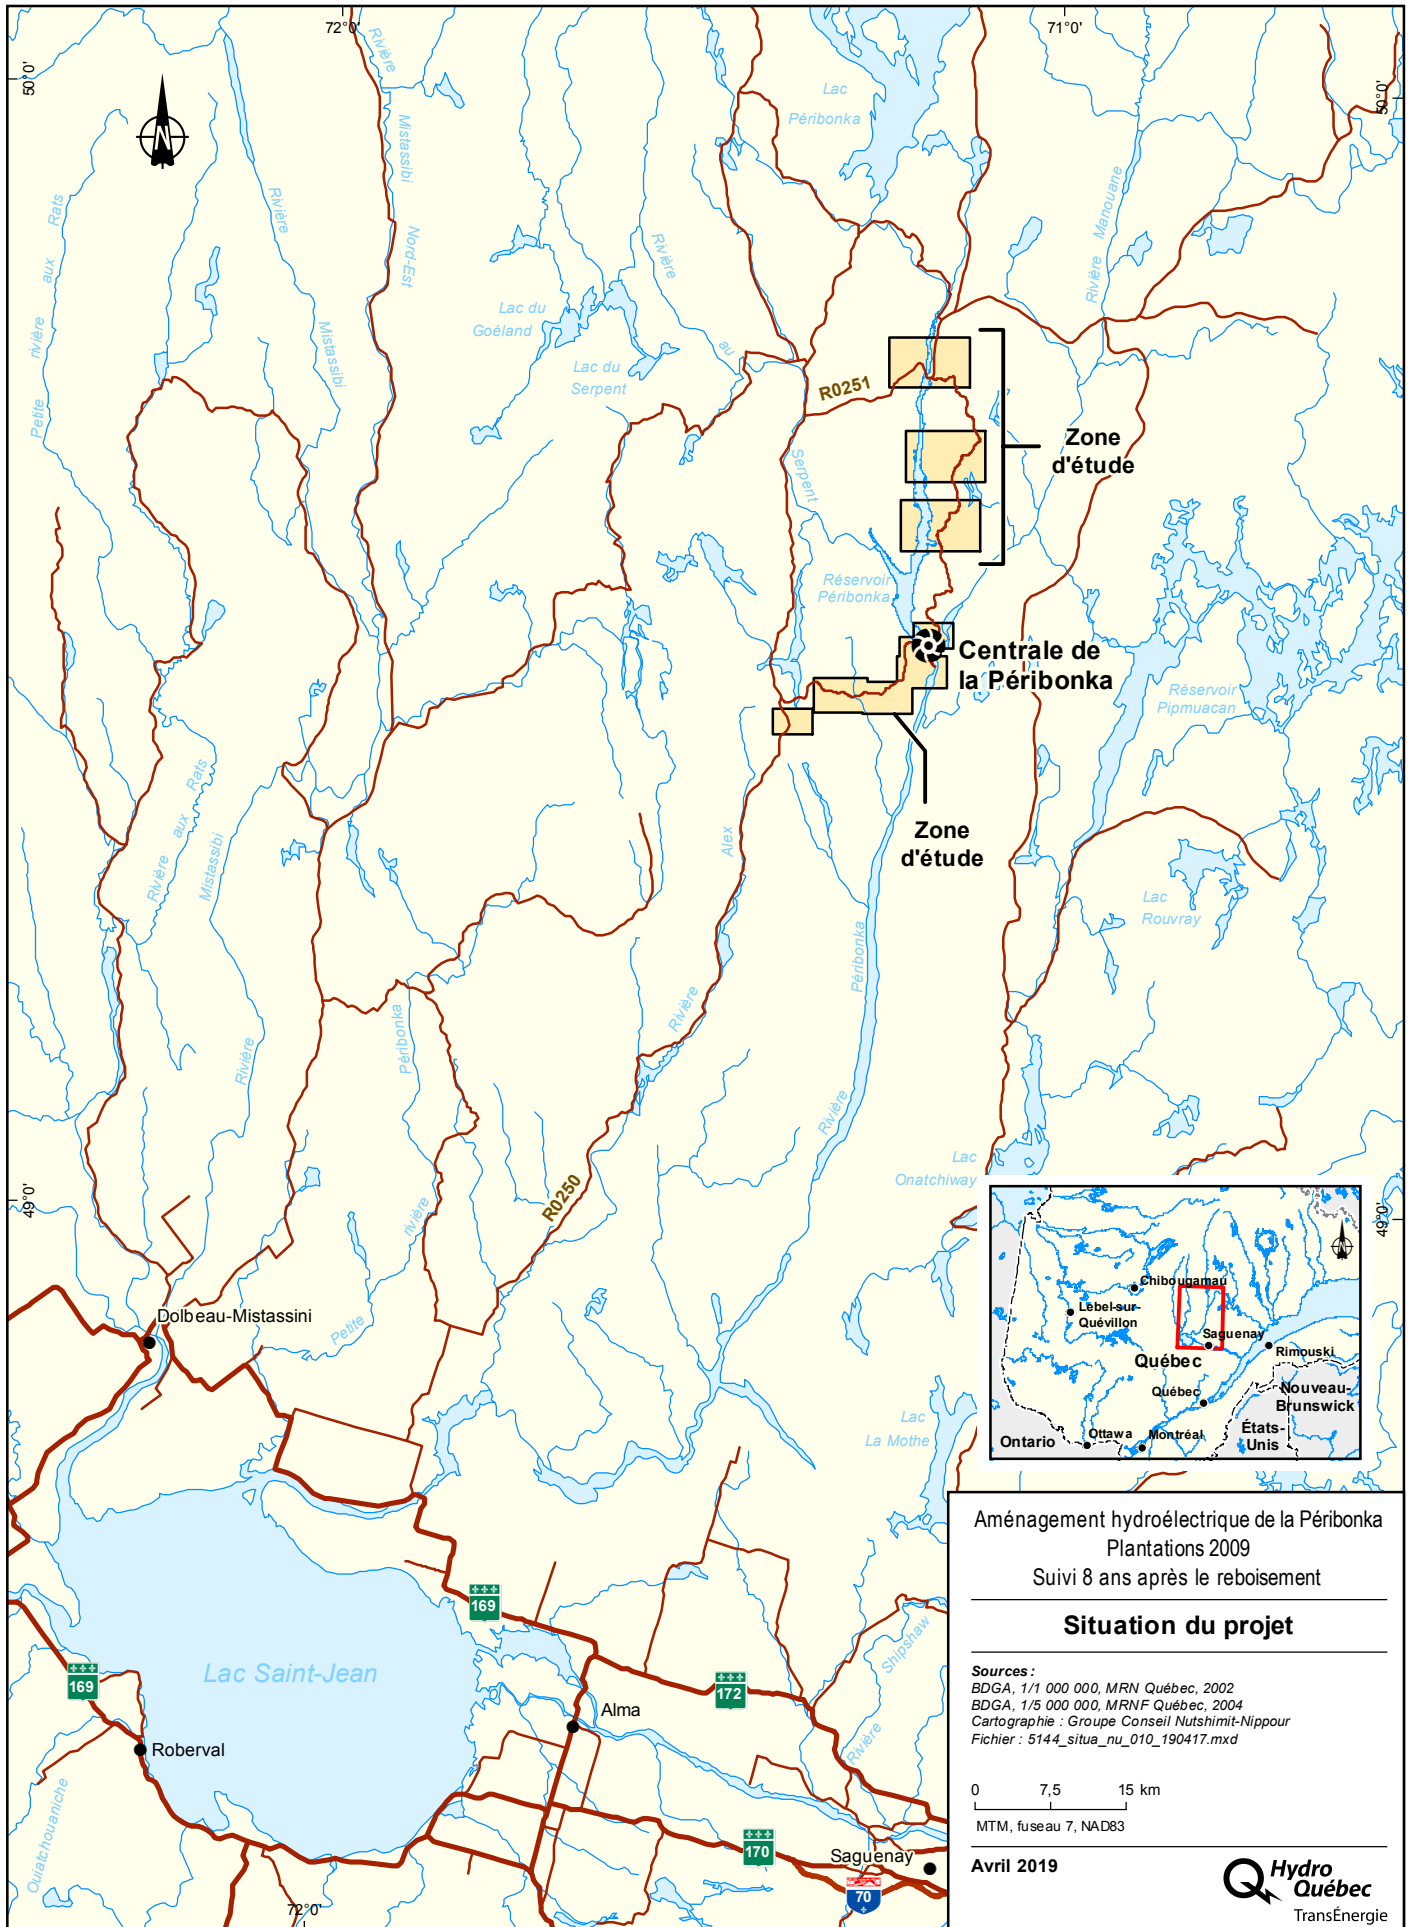 72°0'
71°0'
50°0'
50°0'
Rivière
Mistassibi
Nord-Est
Lac
Péribonka
Rivière Manouane
Petite rivière aux Rats
Rivière
Mistassibi
Rivière
au
Serpent
Lac du
Goéland
Lac du
Serpent
R0251
Zone
d'étude
Réservoir
Péribonka
Centrale de
la Péribonka
Réservoir
Pipmuacan
Zone
d'étude
Rivière aux Rats
Mistassibi
Rivière
Alex
Rivière
Lac
Rouvray
Péribonka
Rivière
Péribonka
rivière
Petite
R0250
Lac
Onatchiway
49°0'
49°0'
Dolbeau-Mistassini
Lac
La Mothe
Chibougamau
Lebel-sur-
Quévillon
Saguenay
Rimouski
Québec
Québec
Nouveau-
Brunswick
États-
Unis
Ontario
Ottawa
Montréal
169
169
Lac Saint-Jean
172
Alma
Roberval
Rivière
Shipshaw
Ouiatchouaniche
170
Saguenay
70
72°0'
Aménagement hydroélectrique de la Péribonka
Plantations 2009
Suivi 8 ans après le reboisement
Situation du projet
Sources :
BDGA, 1/1 000 000, MRN Québec, 2002
BDGA, 1/5 000 000, MRNF Québec, 2004
Cartographie : Groupe Conseil Nutshimit-Nippour
Fichier : 5144_situa_nu_010_190417.mxd
0 7,5 15 km
MTM, fuseau 7, NAD83
Avril 2019
Hydro
Québec
TransÉnergie